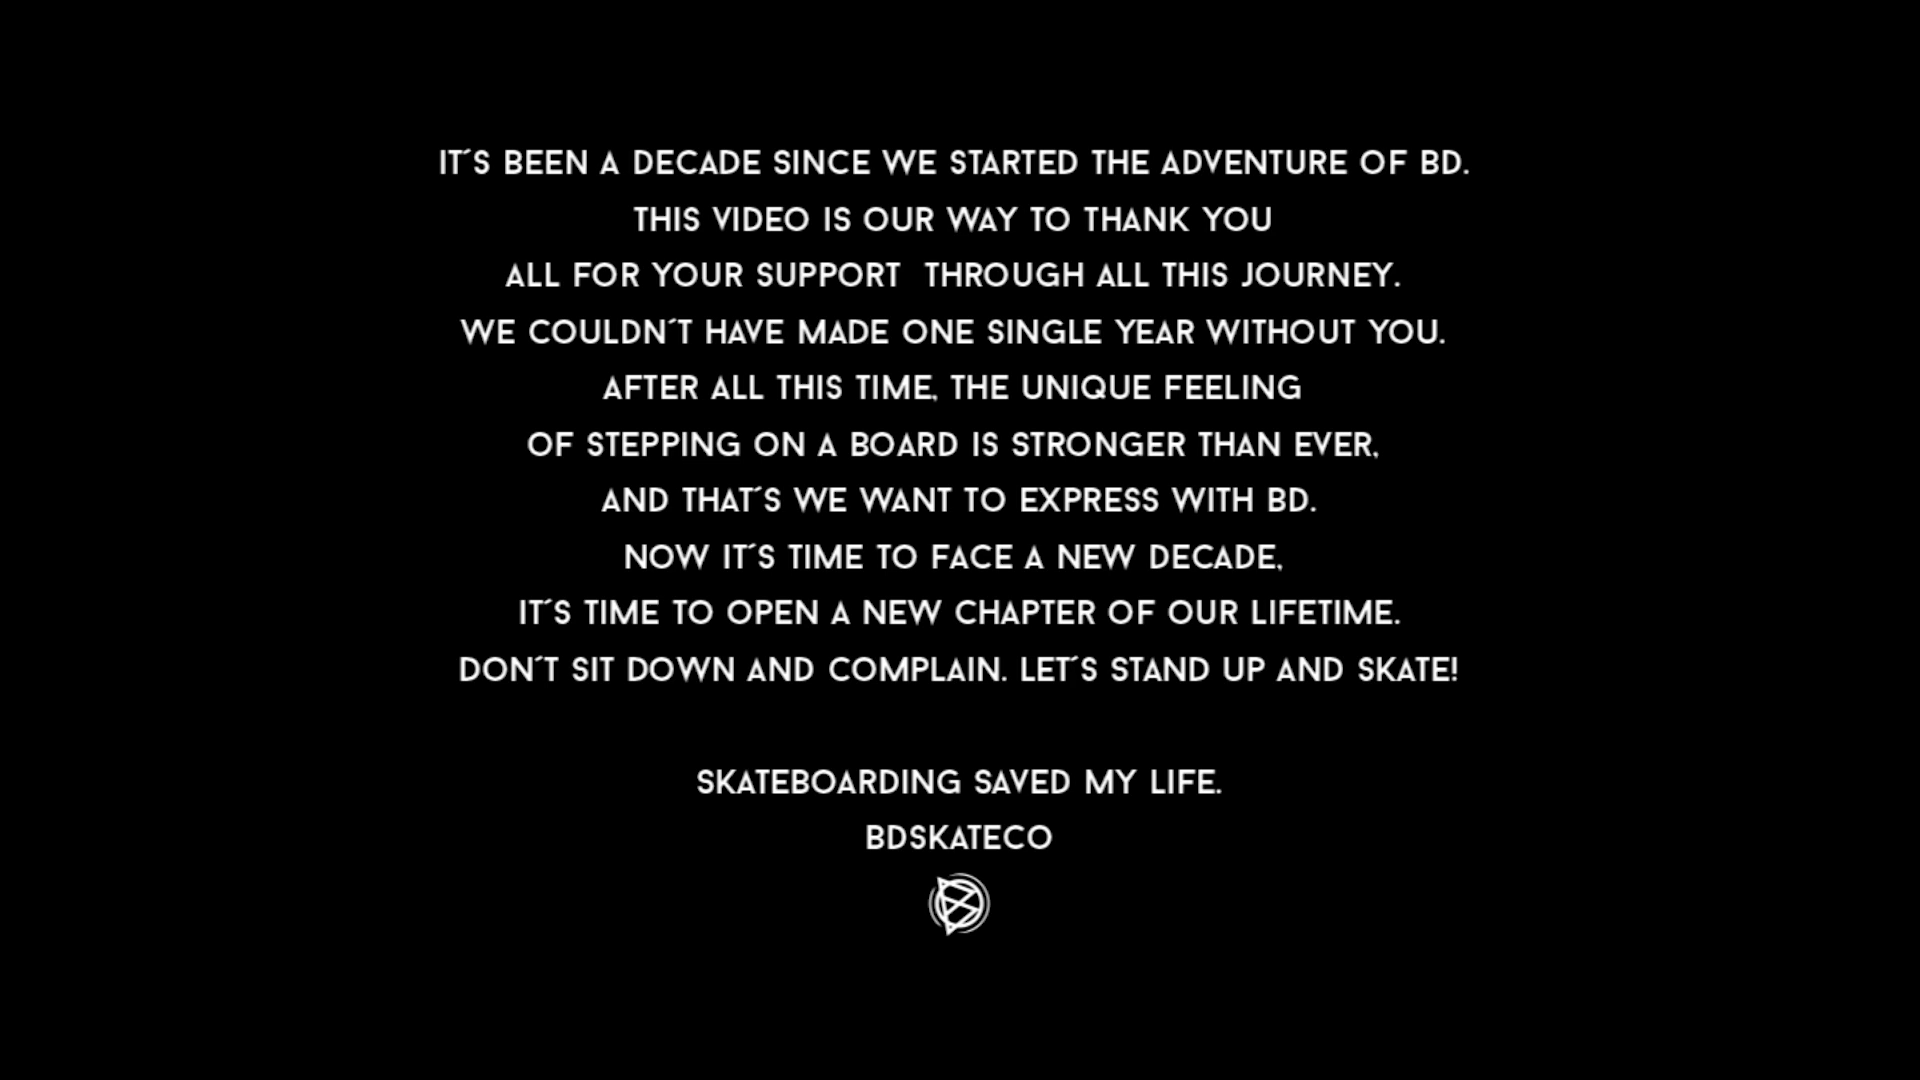 IT´S BEEN A DECADE SINCE WE STARTED THE ADVENTURE OF BD.
THIS VIDEO IS OUR WAY TO THANK YOU
ALL FOR YOUR SUPPORT  THROUGH ALL THIS JOURNEY.
WE COULDN´T HAVE MADE ONE SINGLE YEAR WITHOUT YOU.
AFTER ALL THIS TIME, THE UNIQUE FEELING
OF STEPPING ON A BOARD IS STRONGER THAN EVER,
AND THAT´S WE WANT TO EXPRESS WITH BD.
NOW IT´S TIME TO FACE A NEW DECADE,
IT´S TIME TO OPEN A NEW CHAPTER OF OUR LIFETIME.
DON´T SIT DOWN AND COMPLAIN. LET´S STAND UP AND SKATE!
SKATEBOARDING SAVED MY LIFE.
BDSKATECO